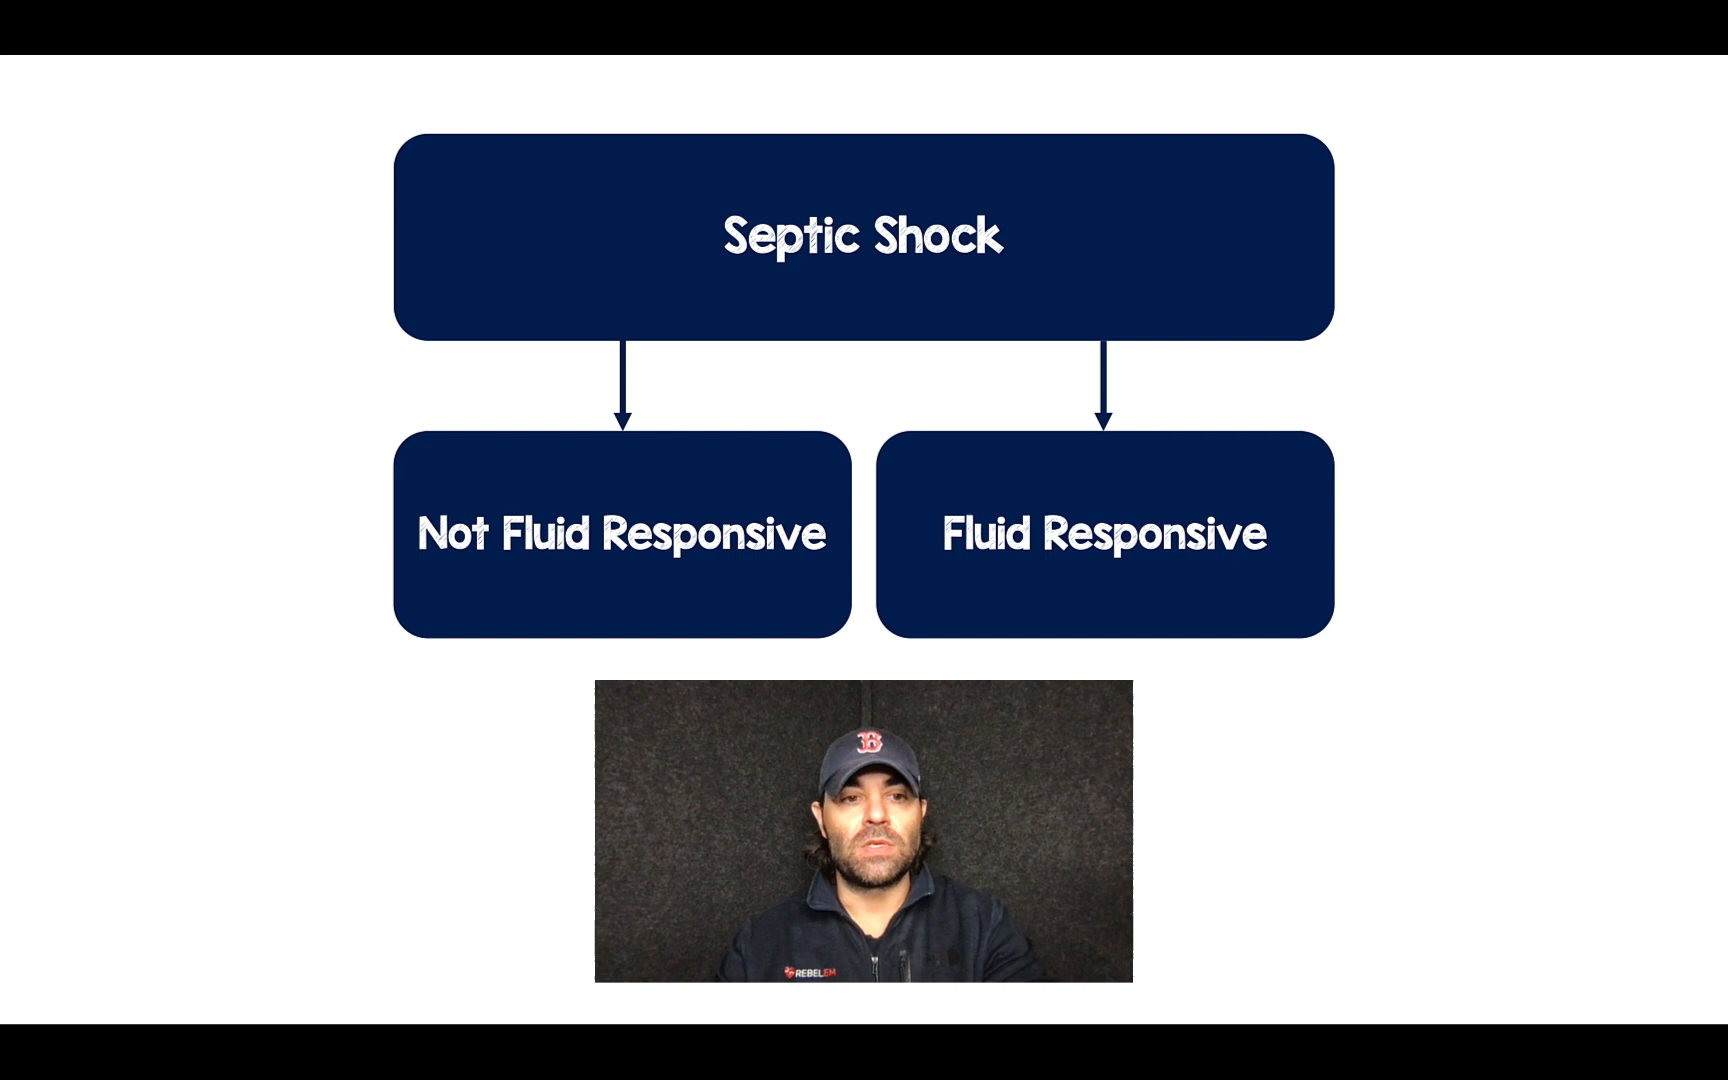 Septic Shock
Not Fluid Responsive
Fluid Responsive
B
REBELEM